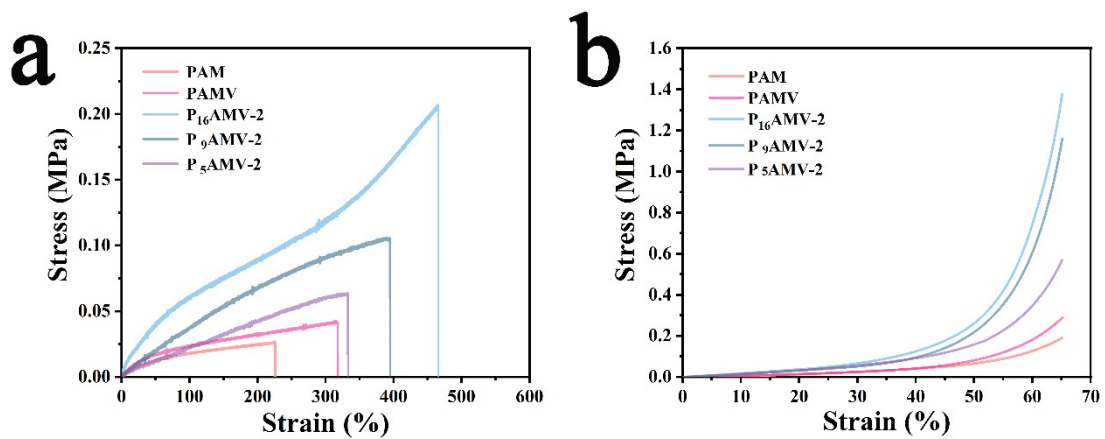 a
0.25
0.20
0.15
0.10
0.05
0.00
Stress (MPa)
PAM
PAMV
P₁₆AMV-2
P ₉AMV-2
P ₅AMV-2
0 100 200 300 400 500 600
Strain (%)
b
1.6
1.4
1.2
1.0
0.8
0.6
0.4
0.2
0.0
Stress (MPa)
PAM
PAMV
P₁₆AMV-2
P ₉AMV-2
P ₅AMV-2
0 10 20 30 40 50 60 70
Strain (%)